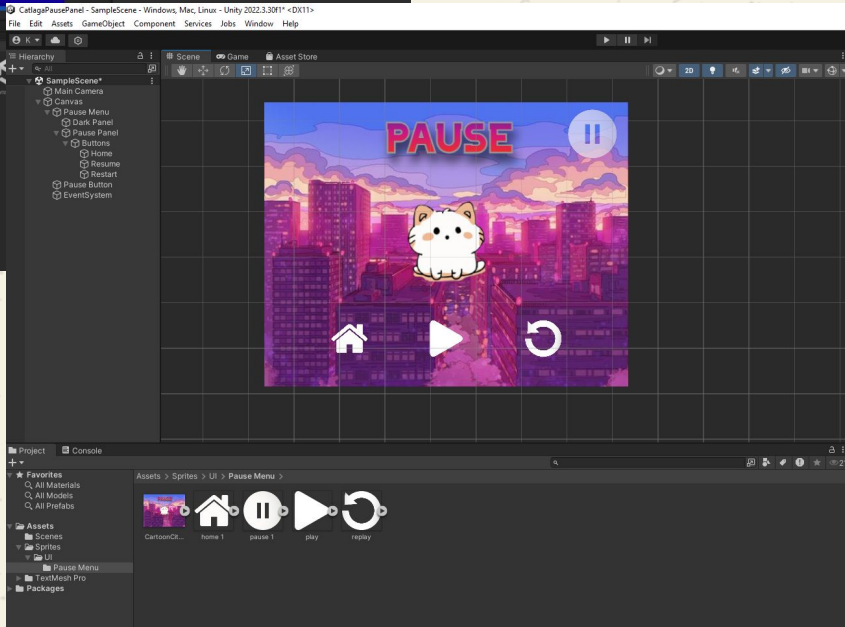 CatlagaPausePanel - SampleScene - Windows, Mac, Linux - Unity 2022.3.30f1* <DX11>
File Edit Assets GameObject Component Services Jobs Window Help
K
Hierarchy
All
SampleScene*
Main Camera
Canvas
Pause Menu
Dark Panel
Pause Panel
Buttons
Home
Resume
Restart
Pause Button
EventSystem
Scene Game Asset Store
2D
PAUSE
Project Console
Favorites
All Materials
All Models
All Prefabs
Assets
Scenes
Sprites
UI
Pause Menu
TextMesh Pro
Packages
Assets > Sprites > UI > Pause Menu >
CartoonCit... home 1 pause 1 play replay